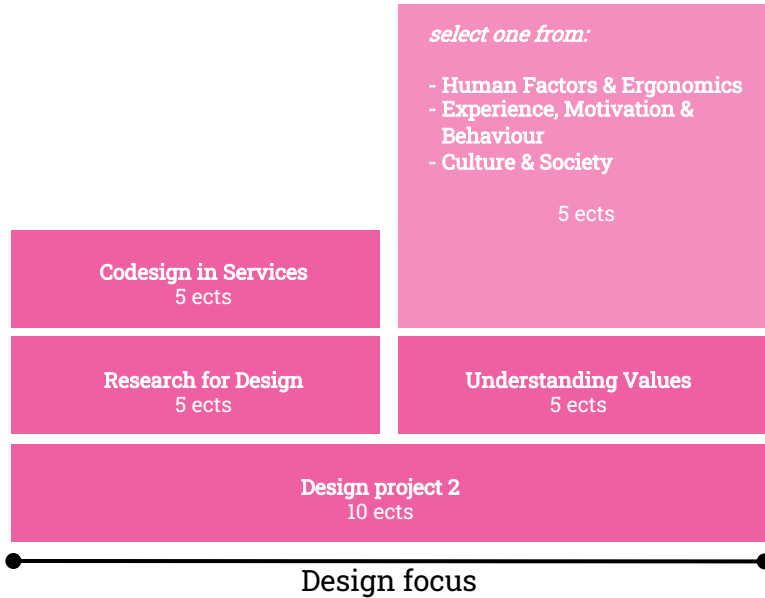 select one from:
- Human Factors & Ergonomics
- Experience, Motivation &
Behaviour
- Culture & Society
5 ects
Codesign in Services
5 ects
Research for Design
5 ects
Understanding Values
5 ects
Design project 2
10 ects
Design focus